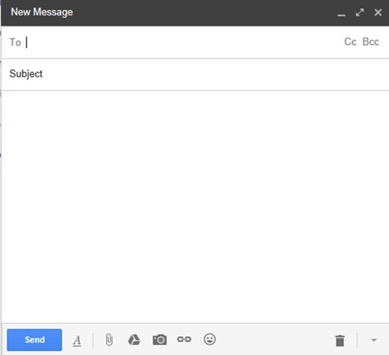 New Message
To Cc Bcc
Subject
Send A